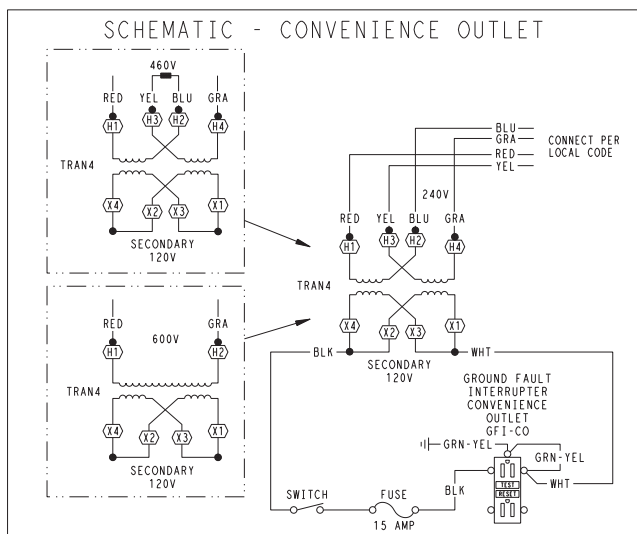 SCHEMATIC - CONVENIENCE OUTLET
460V
RED YEL BLU GRA
H1 H3 H2 H4
TRAN4
X4 X2 X3 X1
SECONDARY
120V
RED GRA
600V
H1 H2
TRAN4
X4 X2 X3 X1
SECONDARY
120V
BLU
GRA
RED
YEL
CONNECT PER
LOCAL CODE
240V
RED YEL BLU GRA
H1 H3 H2 H4
TRAN4
X4 X2 X3 X1
BLK
WHT
SECONDARY
120V
GROUND FAULT
INTERRUPTER
CONVENIENCE
OUTLET
GFI-CO
GRN-YEL
GRN-YEL
WHT
BLK
TEST
RESET
SWITCH
FUSE
15 AMP